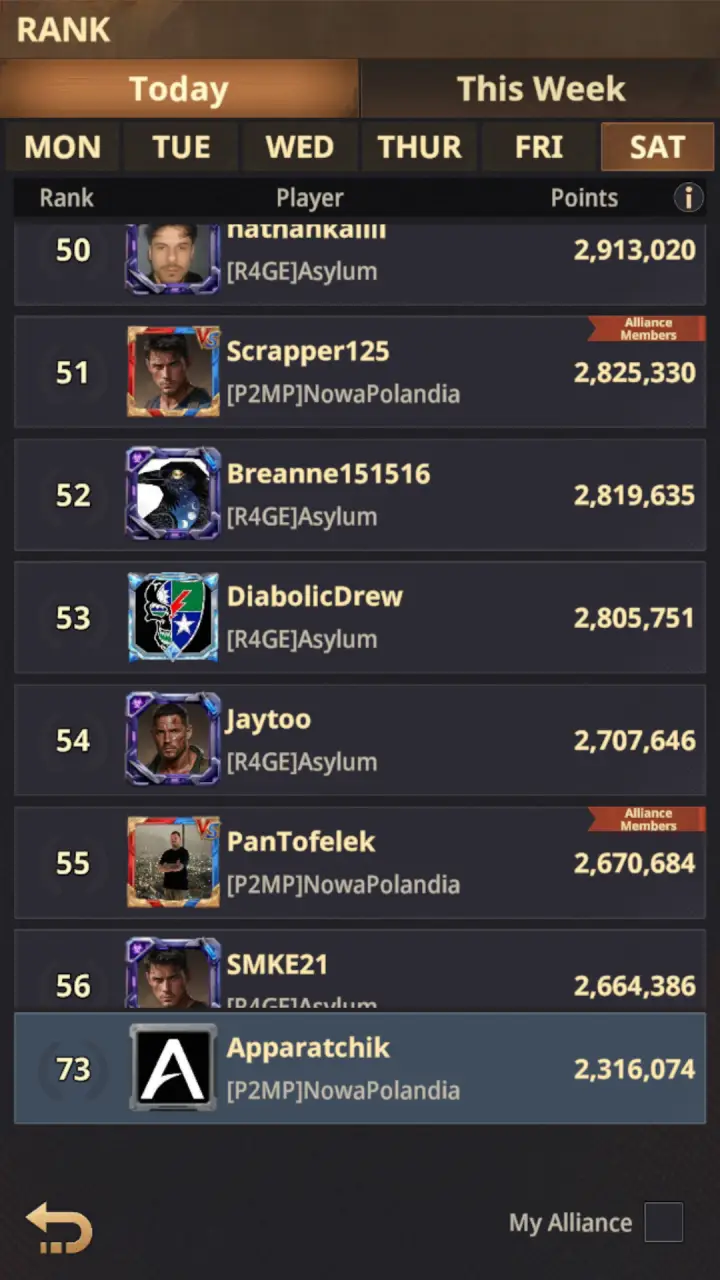 RANK
Today
This Week
MON TUE WED THUR FRI SAT
Rank Player Points i
50 nathankallll 2,913,020
[R4GE]Asylum
Alliance Members
51 Scrapper125 2,825,330
[P2MP]NowaPolandia
52 Breanne151516 2,819,635
[R4GE]Asylum
53 DiabolicDrew 2,805,751
[R4GE]Asylum
54 Jaytoo 2,707,646
[R4GE]Asylum
Alliance Members
55 PanTofelek 2,670,684
[P2MP]NowaPolandia
56 SMKE21 2,664,386
[R4GE]Asylum
73 Apparatchik 2,316,074
[P2MP]NowaPolandia
My Alliance